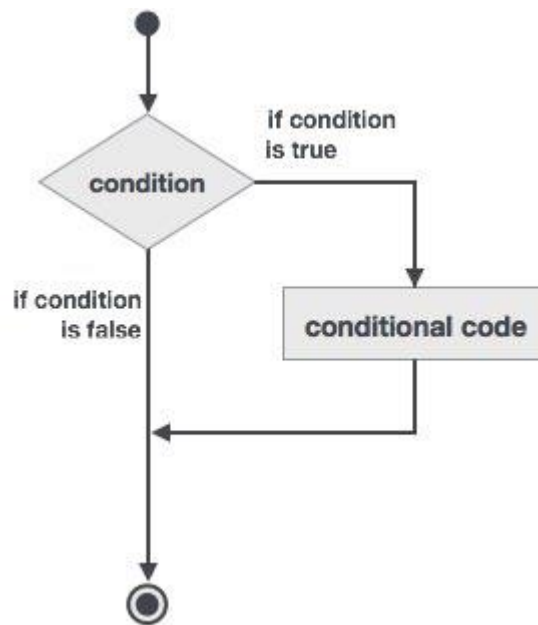 if condition
is true
condition
if condition
is false
conditional code